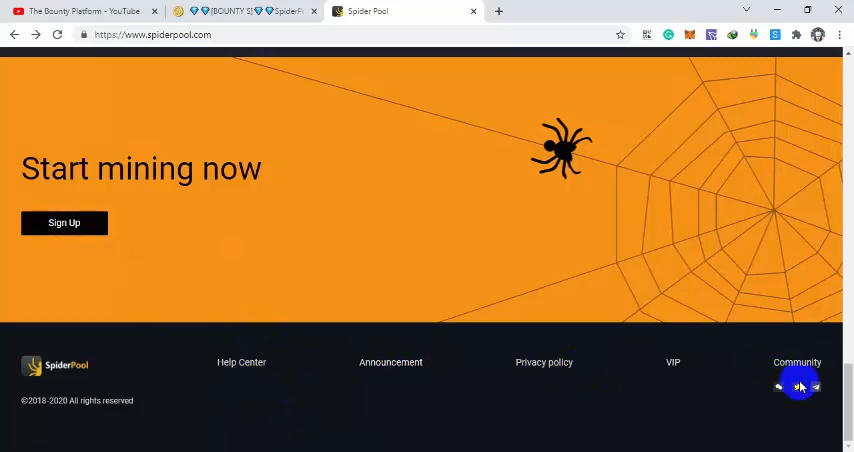 The Bounty Platform - YouTube
[BOUNTY S]
Spider Pool
https://www.spiderpool.com
Start mining now
Sign Up
SpiderPool
Help Center
Announcement
Privacy policy
VIP
Community
©2018-2020 All rights reserved